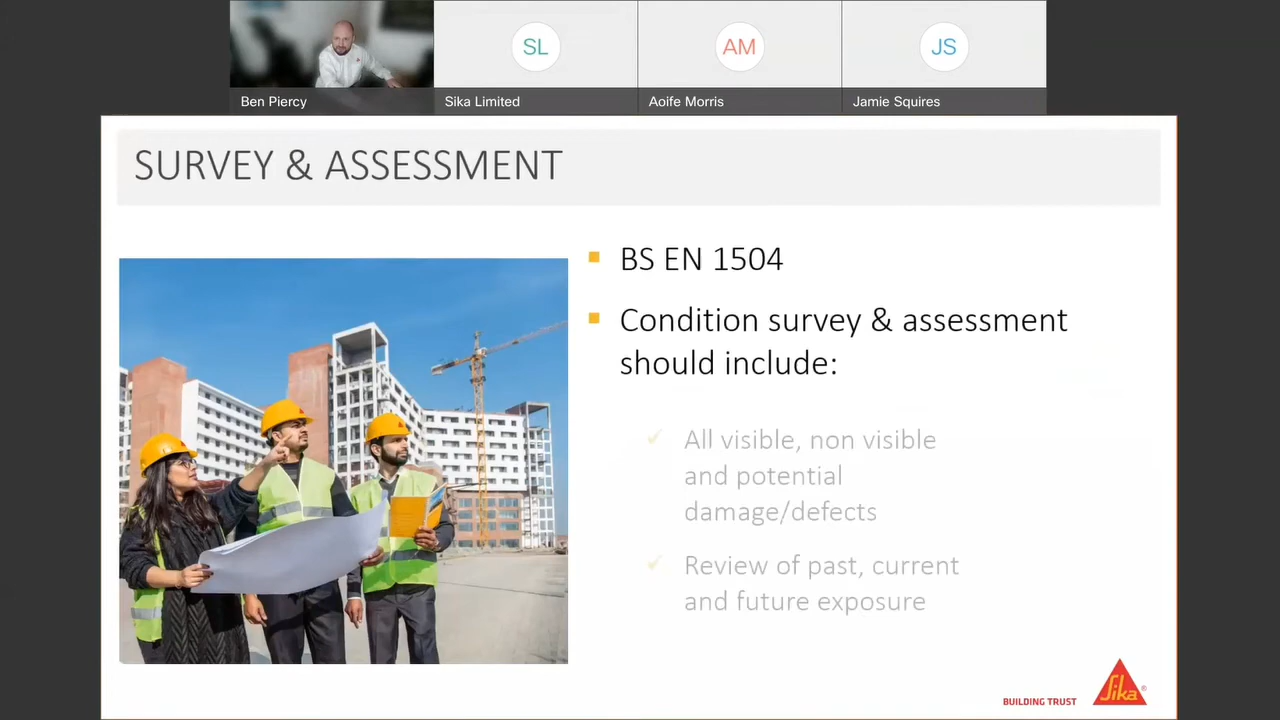 SL
AM
JS
Ben Piercy
Sika Limited
Aoife Morris
Jamie Squires
SURVEY & ASSESSMENT
BS EN 1504
Condition survey & assessment
should include:
All visible, non visible
and potential
damage/defects
Review of past, current
and future exposure
BUILDING TRUST
Sika®